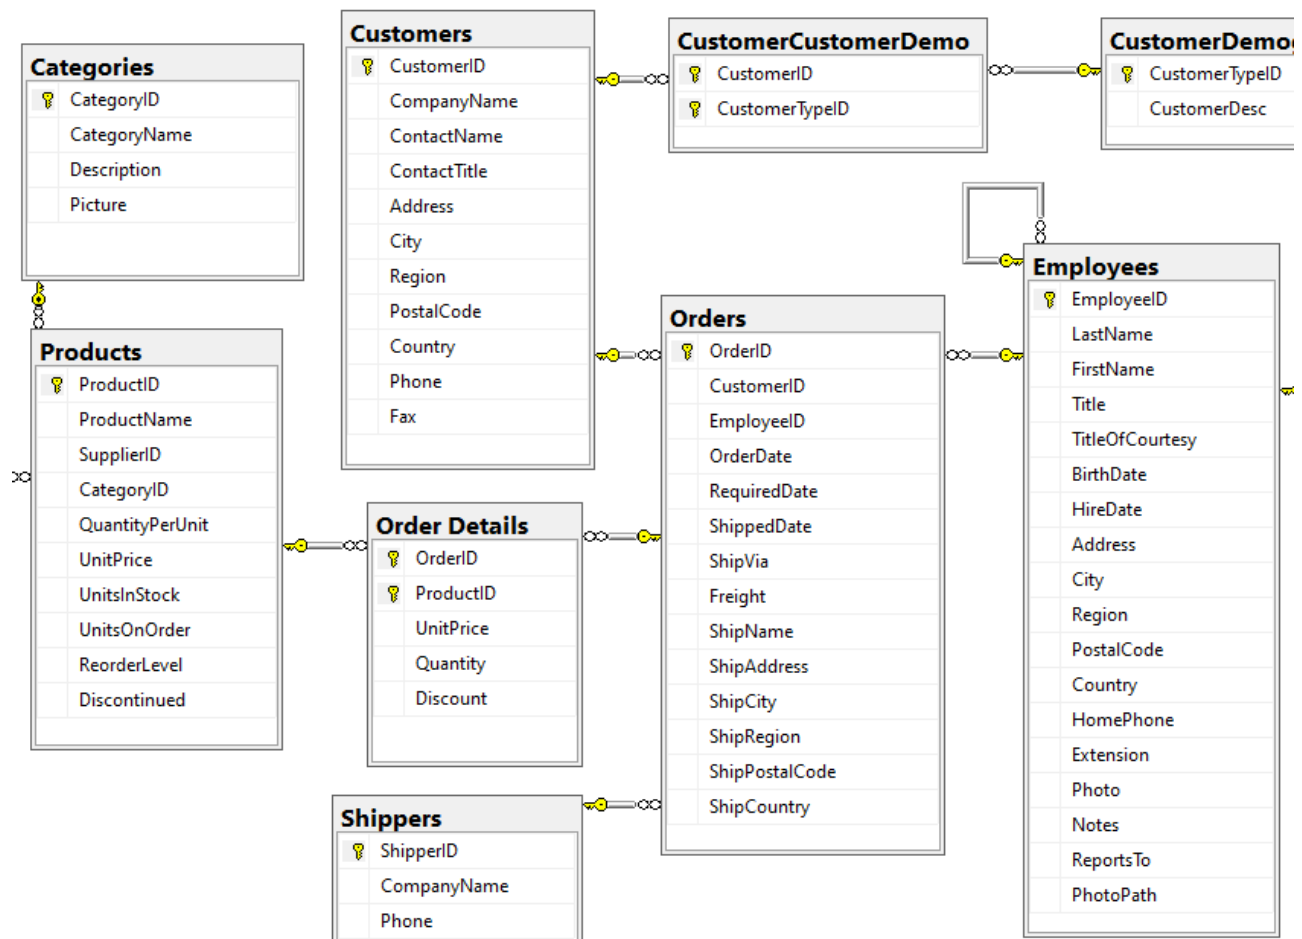 Categories
CategoryID
CategoryName
Description
Picture
Customers
CustomerID
CompanyName
ContactName
ContactTitle
Address
City
Region
PostalCode
Country
Phone
Fax
CustomerCustomerDemo
CustomerID
CustomerTypeID
CustomerDemo
CustomerTypeID
CustomerDesc
Products
ProductID
ProductName
SupplierID
CategoryID
QuantityPerUnit
UnitPrice
UnitsInStock
UnitsOnOrder
ReorderLevel
Discontinued
Order Details
OrderID
ProductID
UnitPrice
Quantity
Discount
Orders
OrderID
CustomerID
EmployeeID
OrderDate
RequiredDate
ShippedDate
ShipVia
Freight
ShipName
ShipAddress
ShipCity
ShipRegion
ShipPostalCode
ShipCountry
Employees
EmployeeID
LastName
FirstName
Title
TitleOfCourtesy
BirthDate
HireDate
Address
City
Region
PostalCode
Country
HomePhone
Extension
Photo
Notes
ReportsTo
PhotoPath
Shippers
ShipperID
CompanyName
Phone